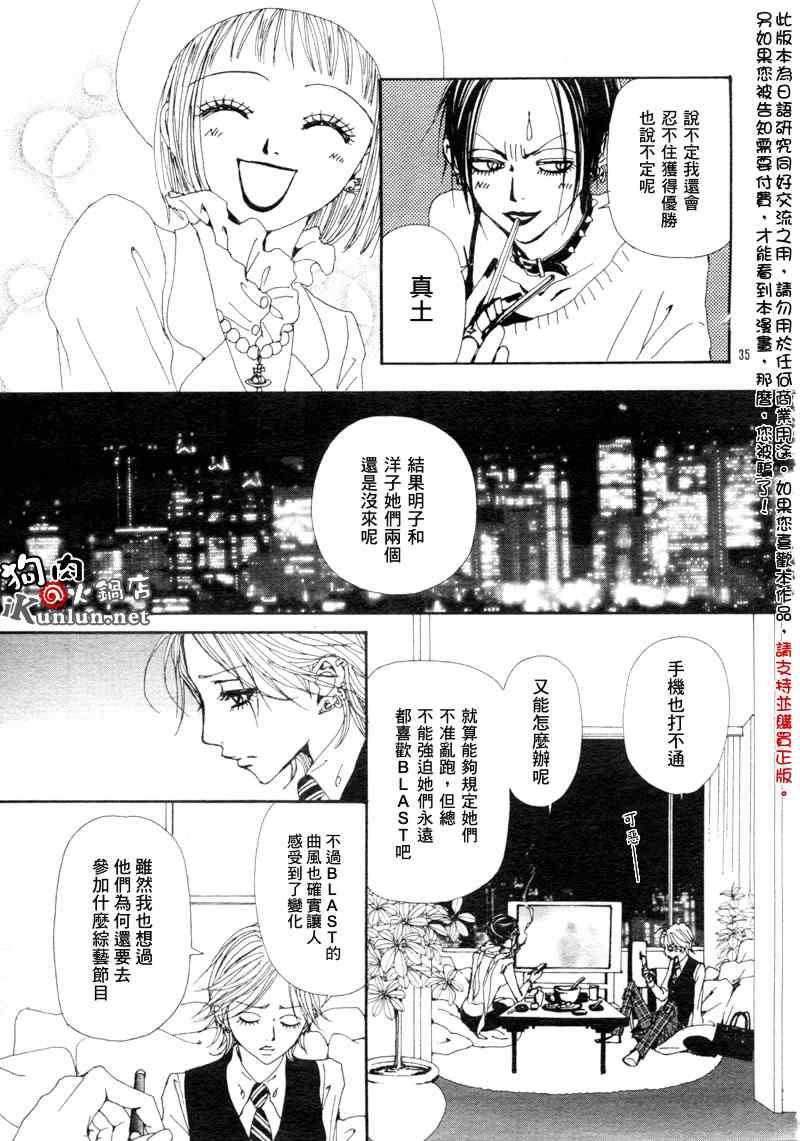 此版本為日語研究同好交流之用，請勿用於任何商業用途。如果您喜歡本作品，請支持並購買正版。
另如果您被告知需要付費，才能看到本漫畫，那麼，您被騙了！
說不定我還會
忍不住獲得優勝
也說不定呢
真土
35
結果明子和
洋子她們兩個
還是沒來呢
狗肉火鍋店
iKunlun.net
手機也打不通
又能怎麼辦呢
可惡
就算能夠規定她們
不准亂跑，但總
不能強迫她們永遠
都喜歡BLAST吧
不過BLAST的
曲風也確實讓人
感受到了變化
雖然我也想過
他們為何還要去
參加什麼綜藝節目